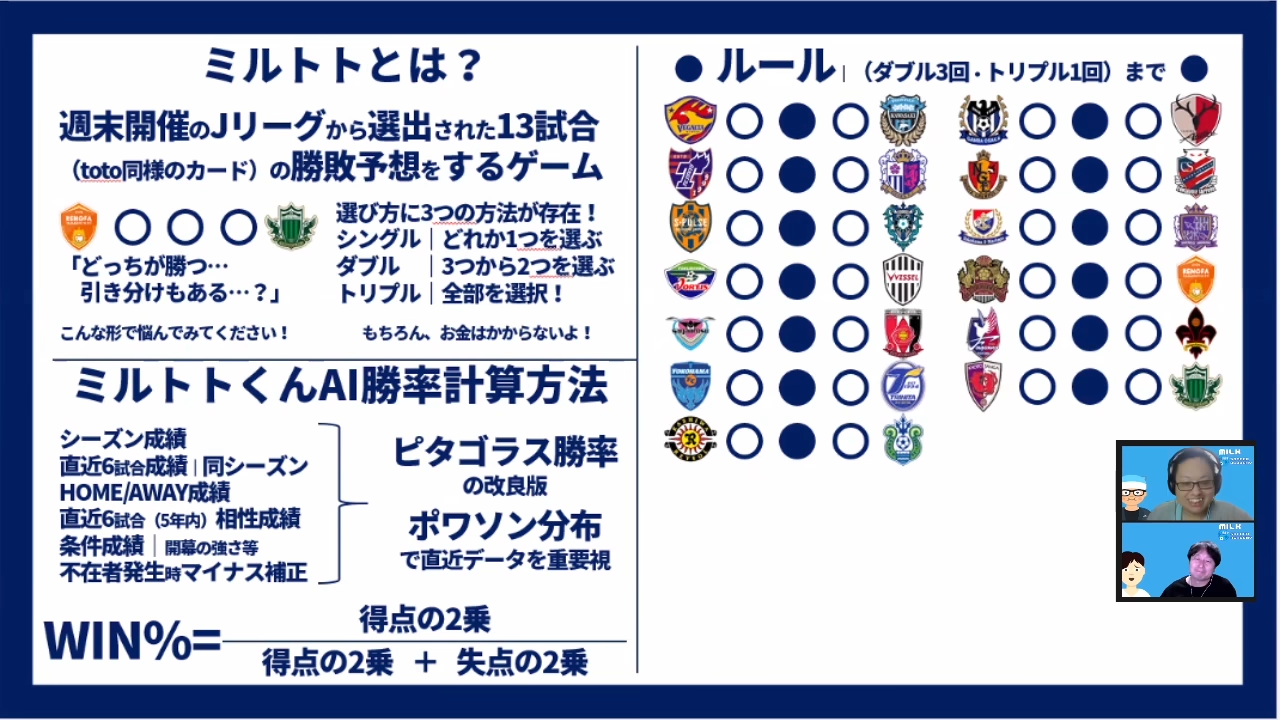 ミルトトとは？
週末開催のJリーグから選出された13試合
（toto同様のカード）の勝敗予想をするゲーム
選び方に3つの方法が存在！
シングル｜どれか1つを選ぶ
ダブル｜3つから2つを選ぶ
トリプル｜全部を選択！
「どっちが勝つ…
引き分けもある…？」
こんな形で悩んでみてください！
もちろん、お金はかからないよ！
ミルトトくんAI勝率計算方法
シーズン成績
直近6試合成績｜同シーズン
HOME/AWAY成績
直近6試合（5年内）相性成績
条件成績｜開幕の強さ等
不在者発生時マイナス補正
ピタゴラス勝率
の改良版
ポワソン分布
で直近データを重要視
WIN%=
得点の2乗
得点の2乗 ＋ 失点の2乗
● ルール｜（ダブル3回・トリプル1回）まで ●
RENOFA
VEGALTA
S-PULSE
VORTIS
VISSEL
YOKOHAMA
RENOFA
MILK
MILK